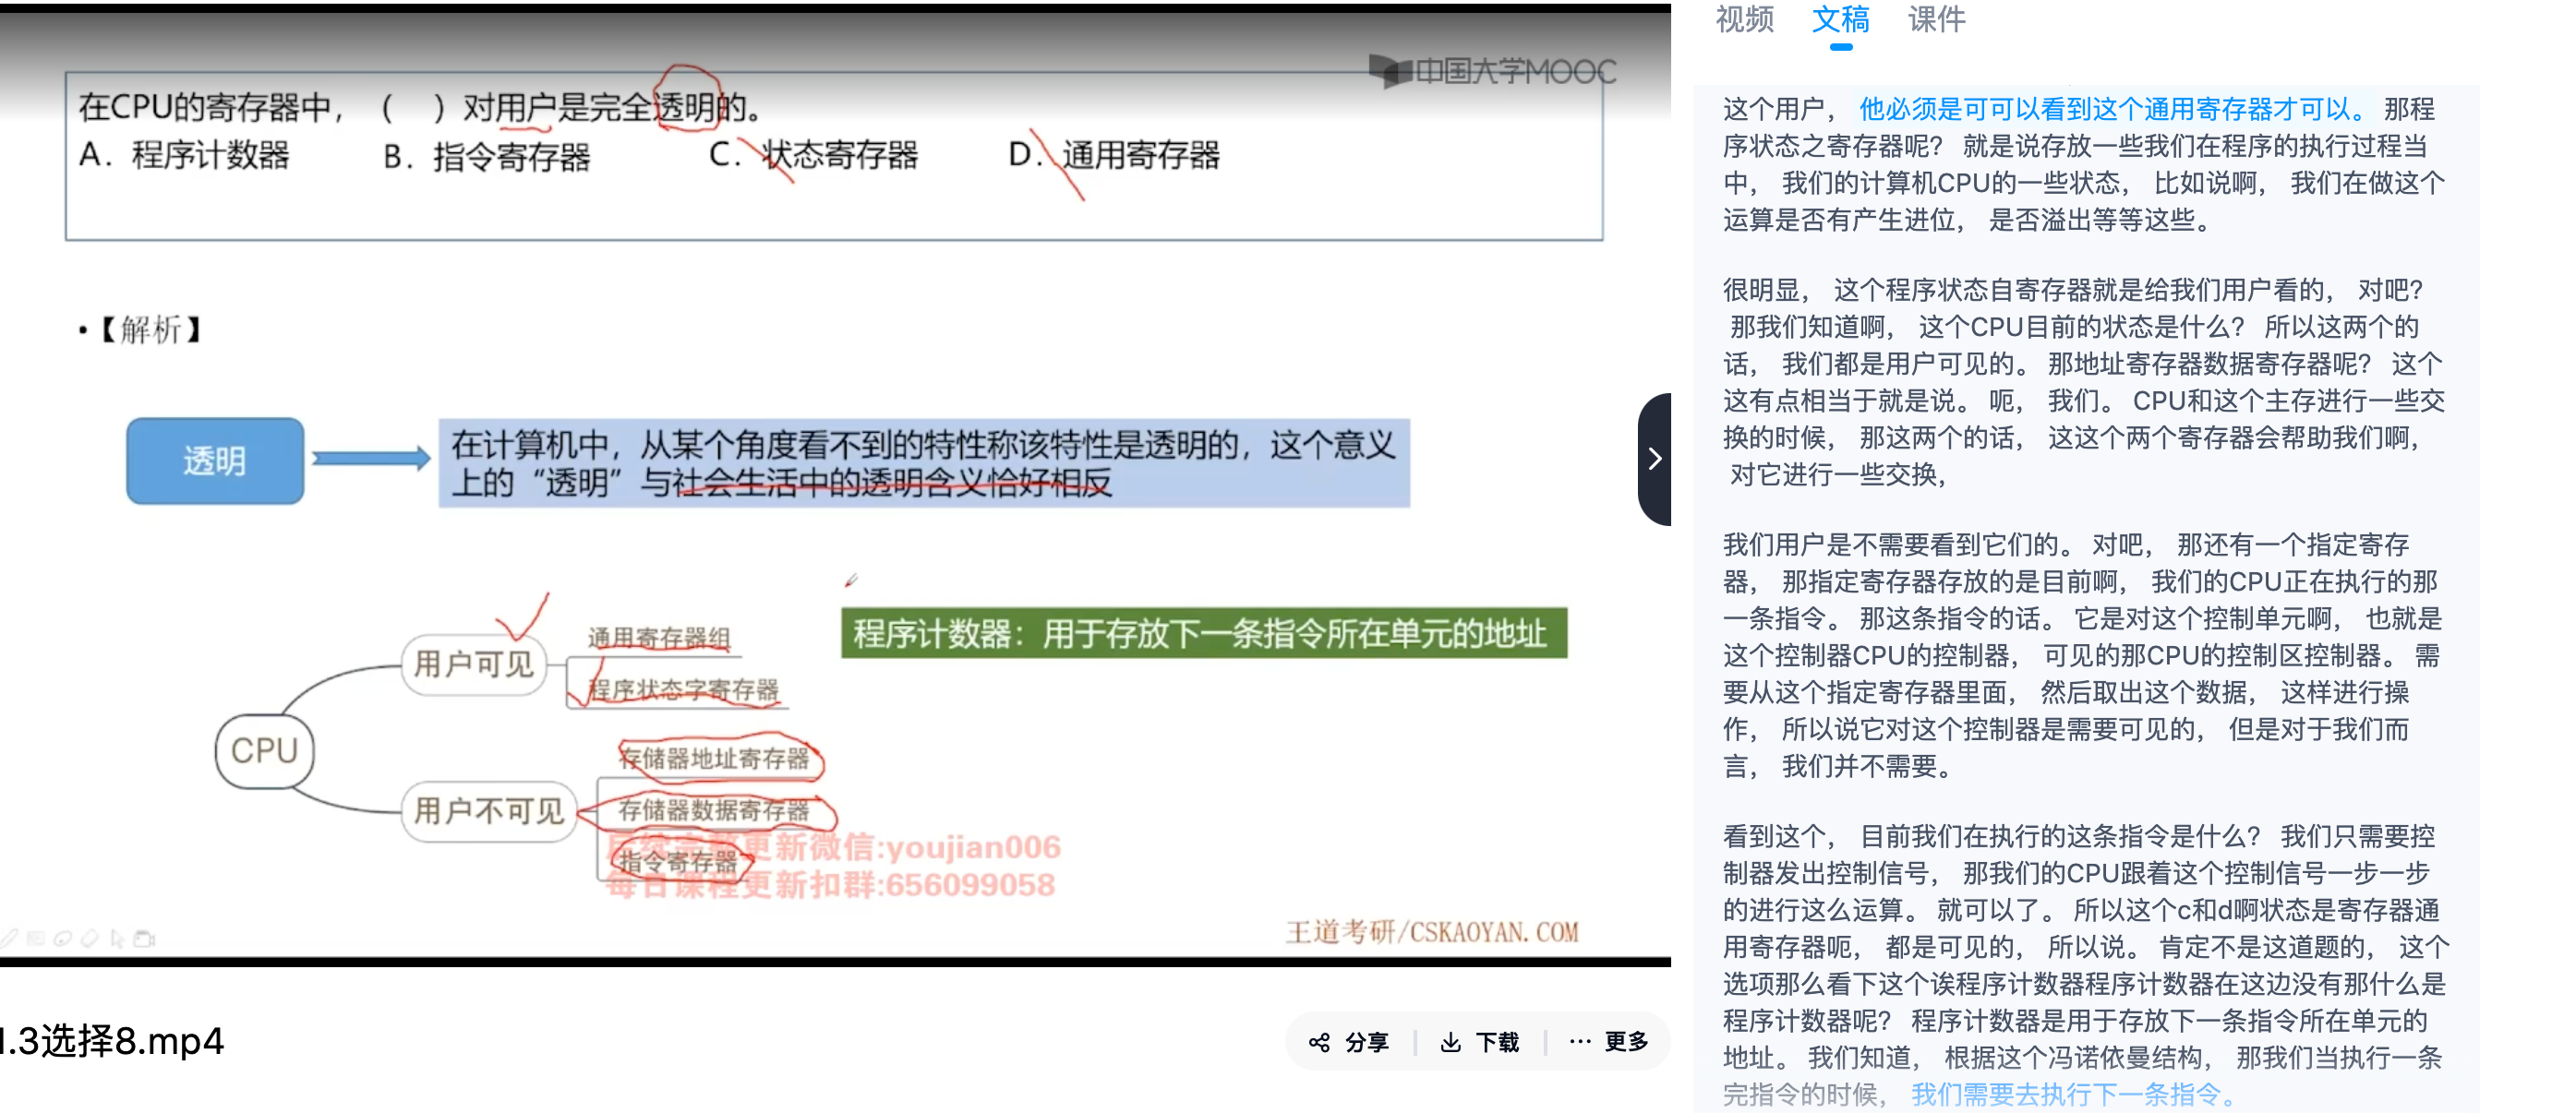 中国大学MOOC
在CPU的寄存器中，（ ）对用户是完全透明的。
A. 程序计数器 B. 指令寄存器 C. 状态寄存器 D. 通用寄存器
•【解析】
透明
在计算机中，从某个角度看不到的特性称该特性是透明的，这个意义
上的“透明”与社会生活中的透明含义恰好相反
程序计数器：用于存放下一条指令所在单元的地址
CPU
用户可见
通用寄存器组
程序状态字寄存器
用户不可见
存储器地址寄存器
存储器数据寄存器
指令寄存器
更新微信:youjian006
每日课程更新扣群:656099058
王道考研/CSKAOYAN.COM
1.3选择8.mp4
分享 下载 更多
视频 文稿 课件
这个用户， 他必须是可可以看到这个通用寄存器才可以。 那程
序状态之寄存器呢？ 就是说存放一些我们在程序的执行过程当
中， 我们的计算机CPU的一些状态， 比如说啊， 我们在做这个
运算是否有产生进位， 是否溢出等等这些。
很明显， 这个程序状态自寄存器就是给我们用户看的， 对吧？
那我们知道啊， 这个CPU目前的状态是什么？ 所以这两个的
话， 我们都是用户可见的。 那地址寄存器数据寄存器呢？ 这个
这有点相当于就是说。 呃， 我们。 CPU和这个主存进行一些交
换的时候， 那这两个的话， 这这个两个寄存器会帮助我们啊，
对它进行一些交换，
我们用户是不需要看到它们的。 对吧， 那还有一个指定寄存
器， 那指定寄存器存放的是目前啊， 我们的CPU正在执行的那
一条指令。 那这条指令的话。 它是对这个控制单元啊， 也就是
这个控制器CPU的控制器， 可见的那CPU的控制区控制器。 需
要从这个指定寄存器里面， 然后取出这个数据， 这样进行操
作， 所以说它对这个控制器是需要可见的， 但是对于我们而
言， 我们并不需要。
看到这个， 目前我们在执行的这条指令是什么？ 我们只需要控
制器发出控制信号， 那我们的CPU跟着这个控制信号一步一步
的进行这么运算。 就可以了。 所以这个c和d啊状态是寄存器通
用寄存器呃， 都是可见的， 所以说。 肯定不是这道题的， 这个
选项那么看下这个诶程序计数器程序计数器在这边没有那什么是
程序计数器呢？ 程序计数器是用于存放下一条指令所在单元的
地址。 我们知道， 根据这个冯诺依曼结构， 那我们当执行一条
完指令的时候， 我们需要去执行下一条指令。